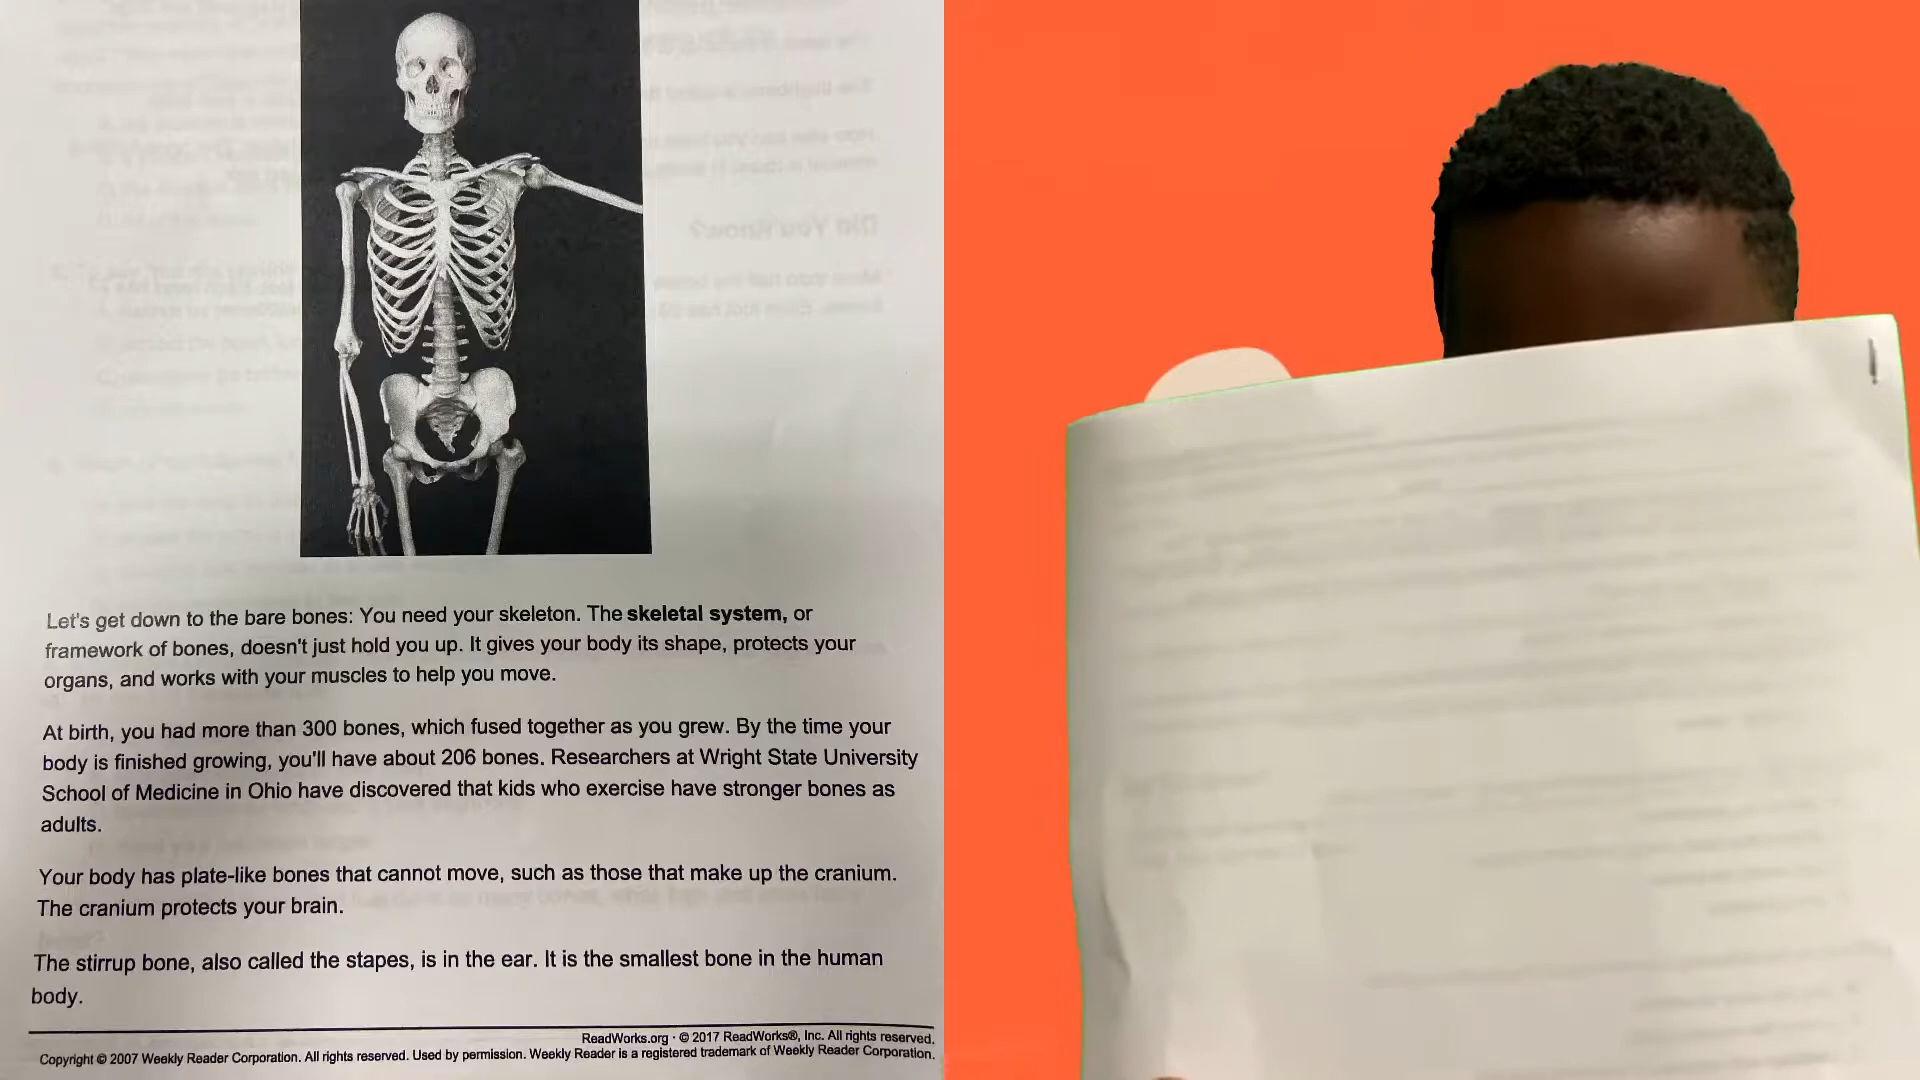 Let's get down to the bare bones: You need your skeleton. The skeletal system, or
framework of bones, doesn't just hold you up. It gives your body its shape, protects your
organs, and works with your muscles to help you move.
At birth, you had more than 300 bones, which fused together as you grew. By the time your
body is finished growing, you'll have about 206 bones. Researchers at Wright State University
School of Medicine in Ohio have discovered that kids who exercise have stronger bones as
adults.
Your body has plate-like bones that cannot move, such as those that make up the cranium.
The cranium protects your brain.
The stirrup bone, also called the stapes, is in the ear. It is the smallest bone in the human
body.
ReadWorks.org · © 2017 ReadWorks®, Inc. All rights reserved.
Copyright © 2007 Weekly Reader Corporation. All rights reserved. Used by permission. Weekly Reader is a registered trademark of Weekly Reader Corporation.